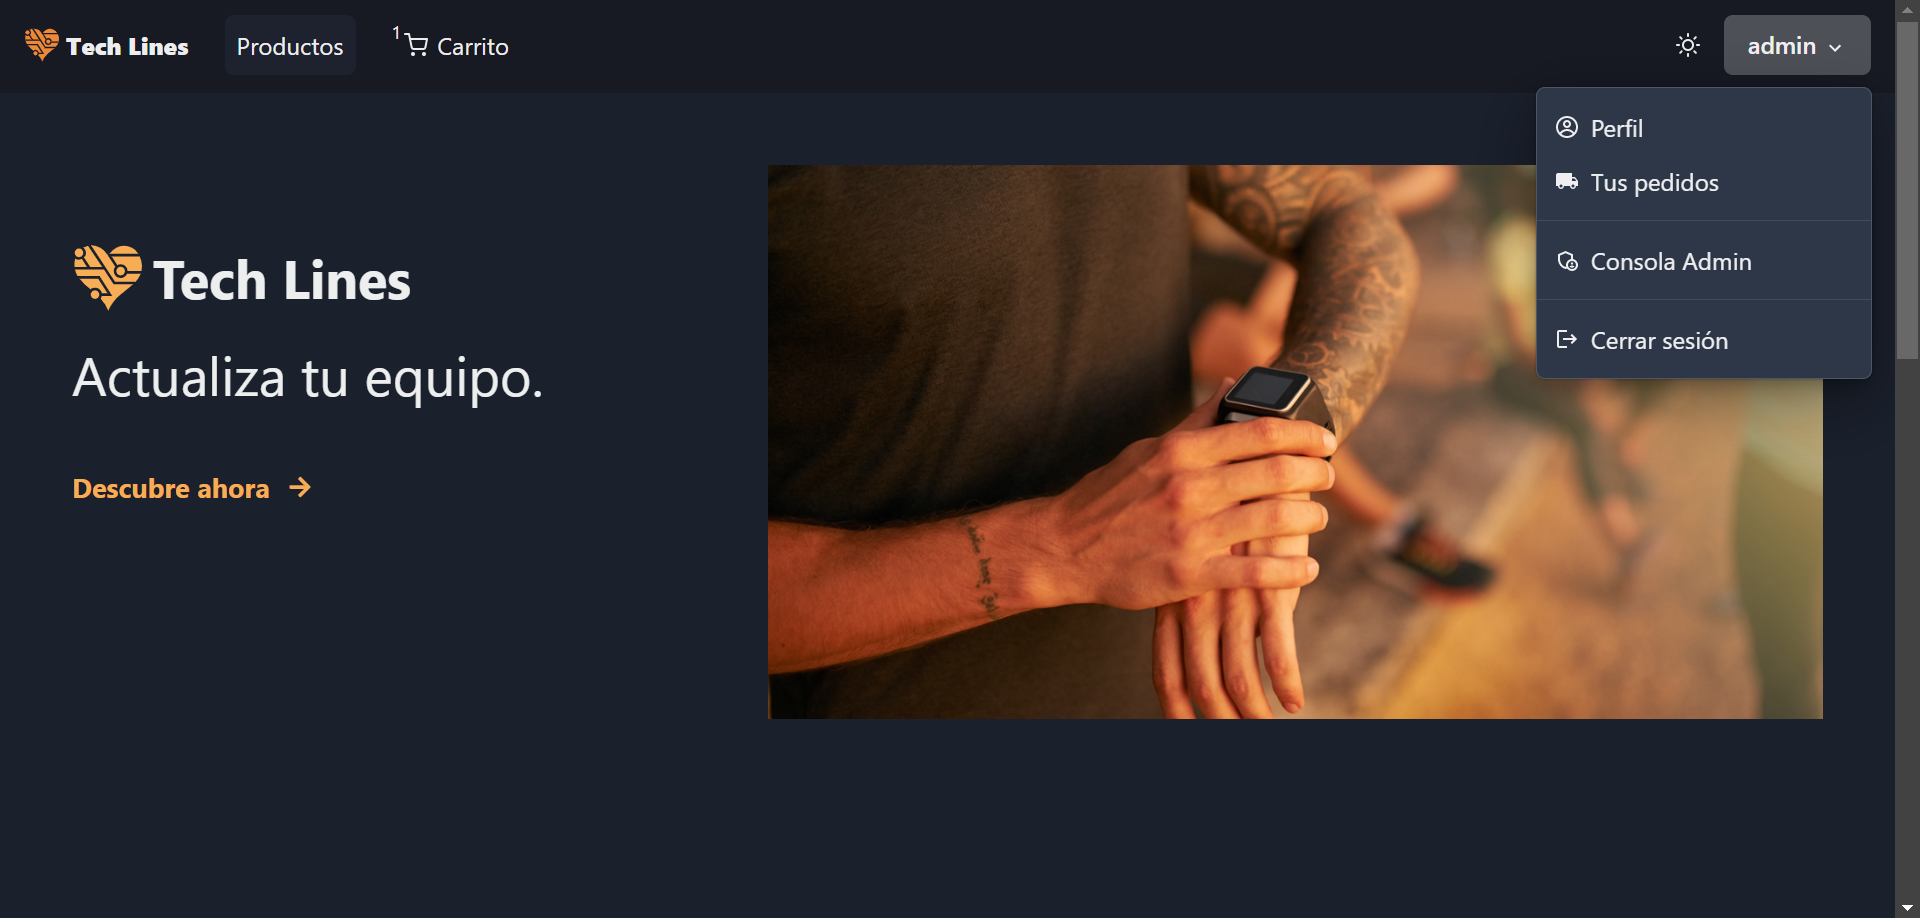 Tech Lines
Productos
1
Carrito
admin
Perfil
Tus pedidos
Consola Admin
Cerrar sesión
Tech Lines
Actualiza tu equipo.
Descubre ahora